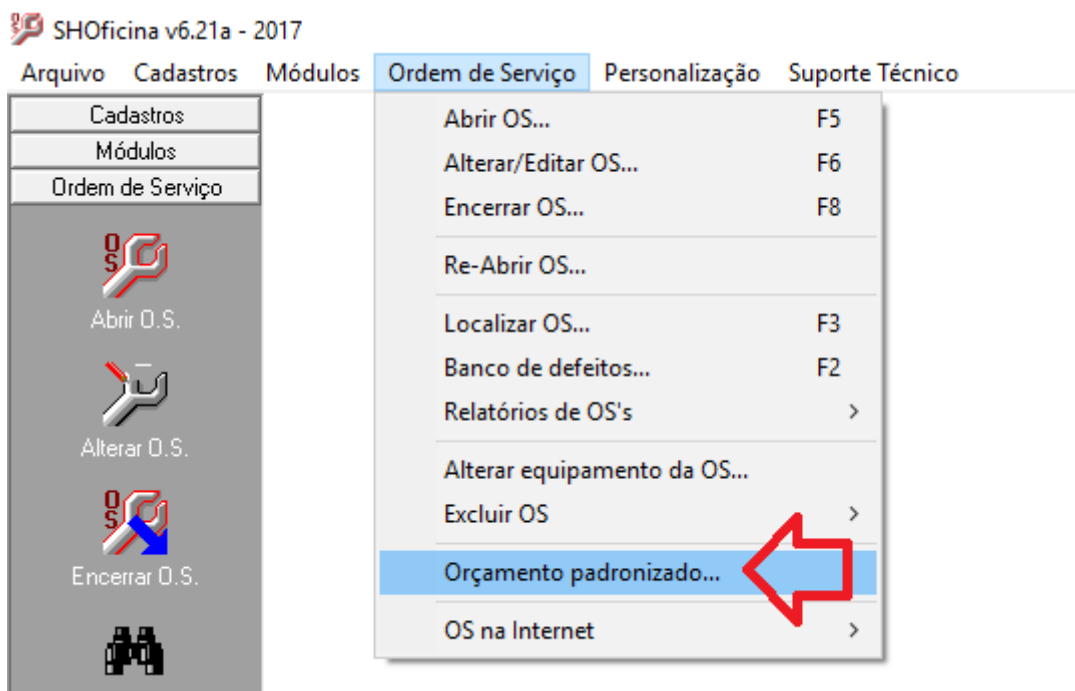 SHOficina v6.21a - 2017
Arquivo Cadastros Módulos Ordem de Serviço Personalização Suporte Técnico
Cadastros
Módulos
Ordem de Serviço
OS
Abrir O.S.
Alterar O.S.
OS
Encerrar O.S.
Abrir OS... F5
Alterar/Editar OS... F6
Encerrar OS... F8
Re-Abrir OS...
Localizar OS... F3
Banco de defeitos... F2
Relatórios de OS's >
Alterar equipamento da OS...
Excluir OS >
Orçamento padronizado...
OS na Internet >